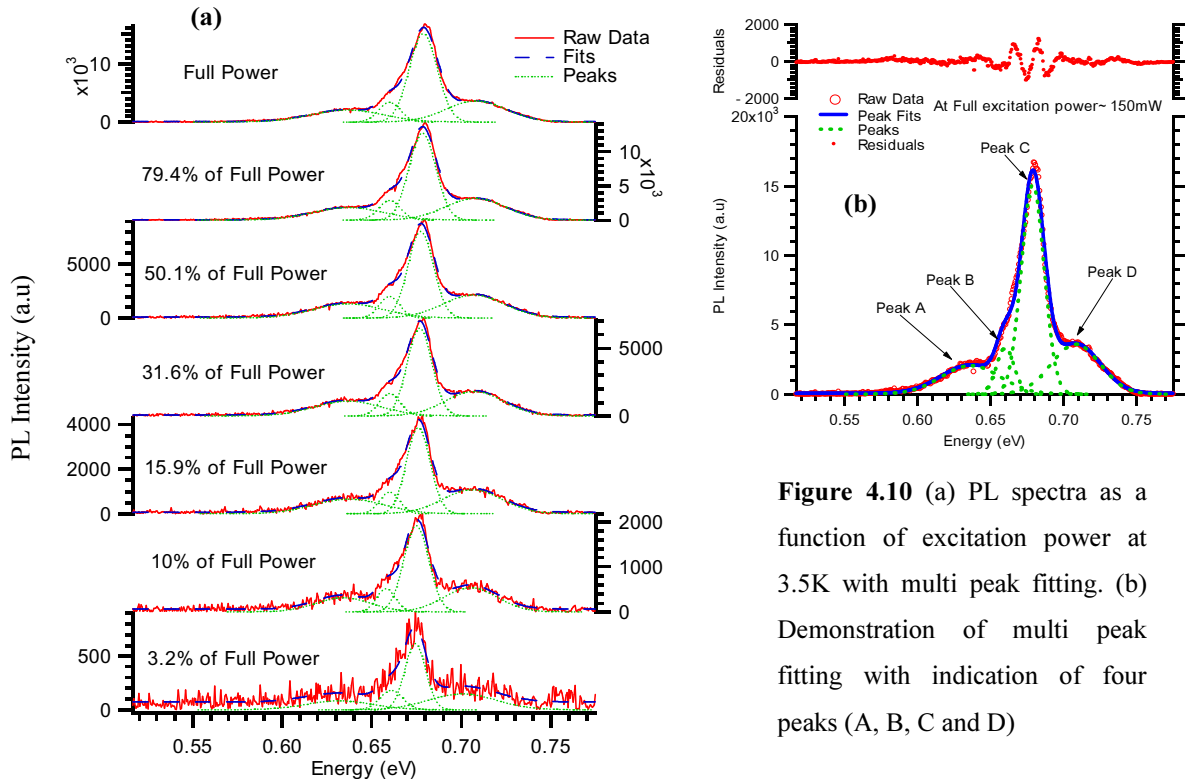 (a)
PL Intensity (a.u)
Raw Data
Fits
Peaks
x10³
10
0
Full Power
10
5
0
x10³
79.4% of Full Power
5000
0
50.1% of Full Power
5000
0
31.6% of Full Power
4000
2000
0
15.9% of Full Power
2000
1000
0
10% of Full Power
500
0
3.2% of Full Power
0.55 0.60 0.65 0.70 0.75
Energy (eV)
Residuals
2000
0
-2000
Raw Data
Peak Fits
Peaks
Residuals
At Full excitation power~ 150mW
(b)
PL Intensity (a.u)
20x10³
15
10
5
0
Peak C
Peak B
Peak A
Peak D
0.55 0.60 0.65 0.70 0.75
Energy (eV)
Figure 4.10 (a) PL spectra as a
function of excitation power at
3.5K with multi peak fitting. (b)
Demonstration of multi peak
fitting with indication of four
peaks (A, B, C and D)